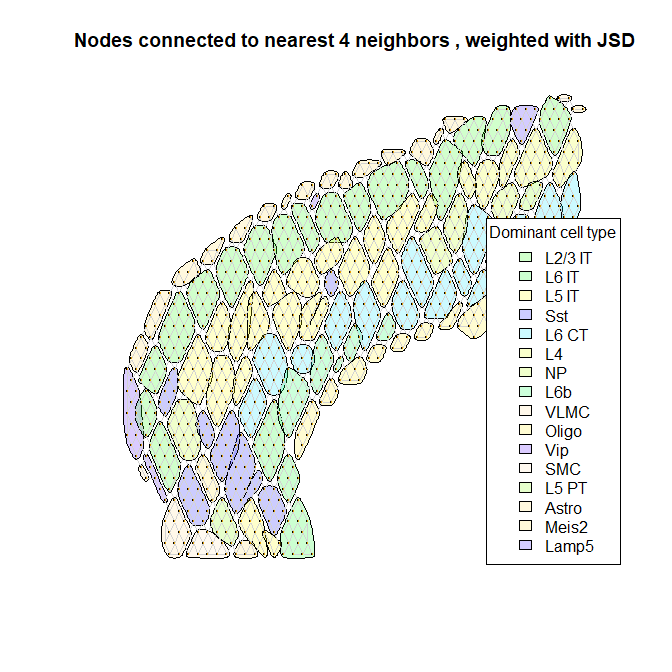 Nodes connected to nearest 4 neighbors , weighted with JSD
Dominant cell type
L2/3 IT
L6 IT
L5 IT
Sst
L6 CT
L4
NP
L6b
VLMC
Oligo
Vip
SMC
L5 PT
Astro
Meis2
Lamp5